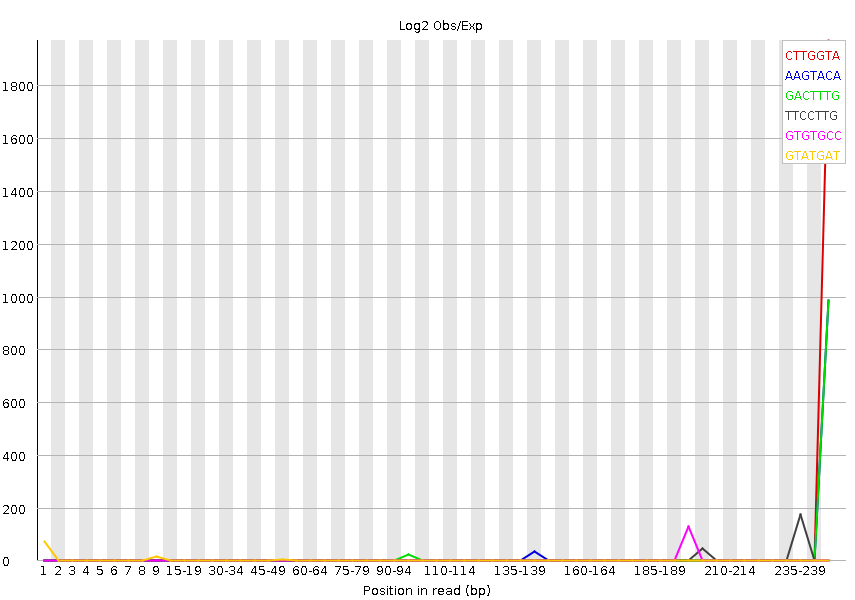 Log2 Obs/Exp
CTTGGTA
AAGTACA
GACTTTG
TTCCTTG
GTGTGCC
GTATGAT
1800
1600
1400
1200
1000
800
600
400
200
0
1 2 3 4 5 6 7 8 9 15-19 30-34 45-49 60-64 75-79 90-94 110-114 135-139 160-164 185-189 210-214 235-239
Position in read (bp)